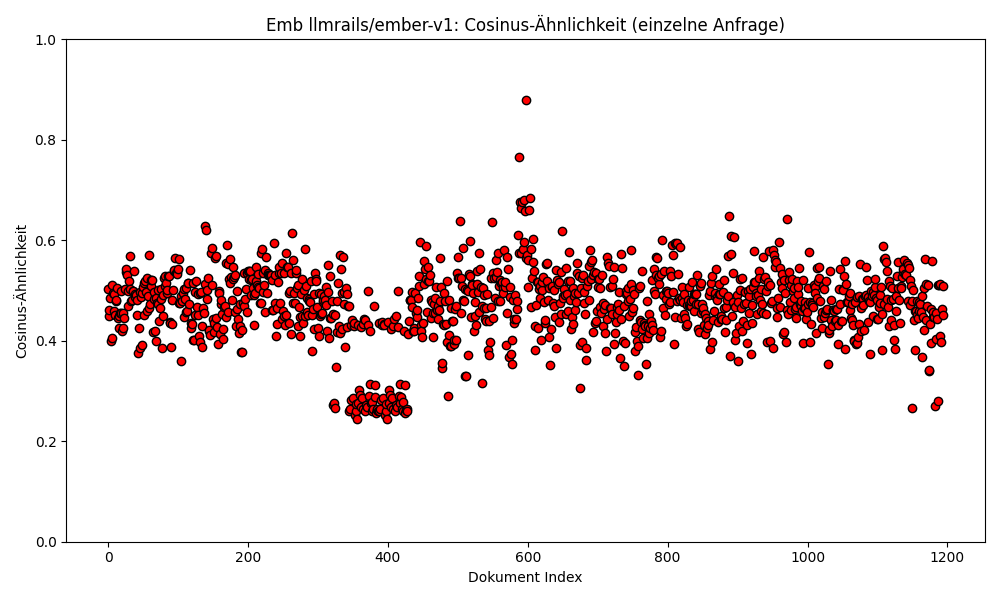 Emb llmrails/ember-v1: Cosinus-Ähnlichkeit (einzelne Anfrage)
1.0
0.8
0.6
0.4
0.2
0.0
Cosinus-Ähnlichkeit
0 200 400 600 800 1000 1200
Dokument Index